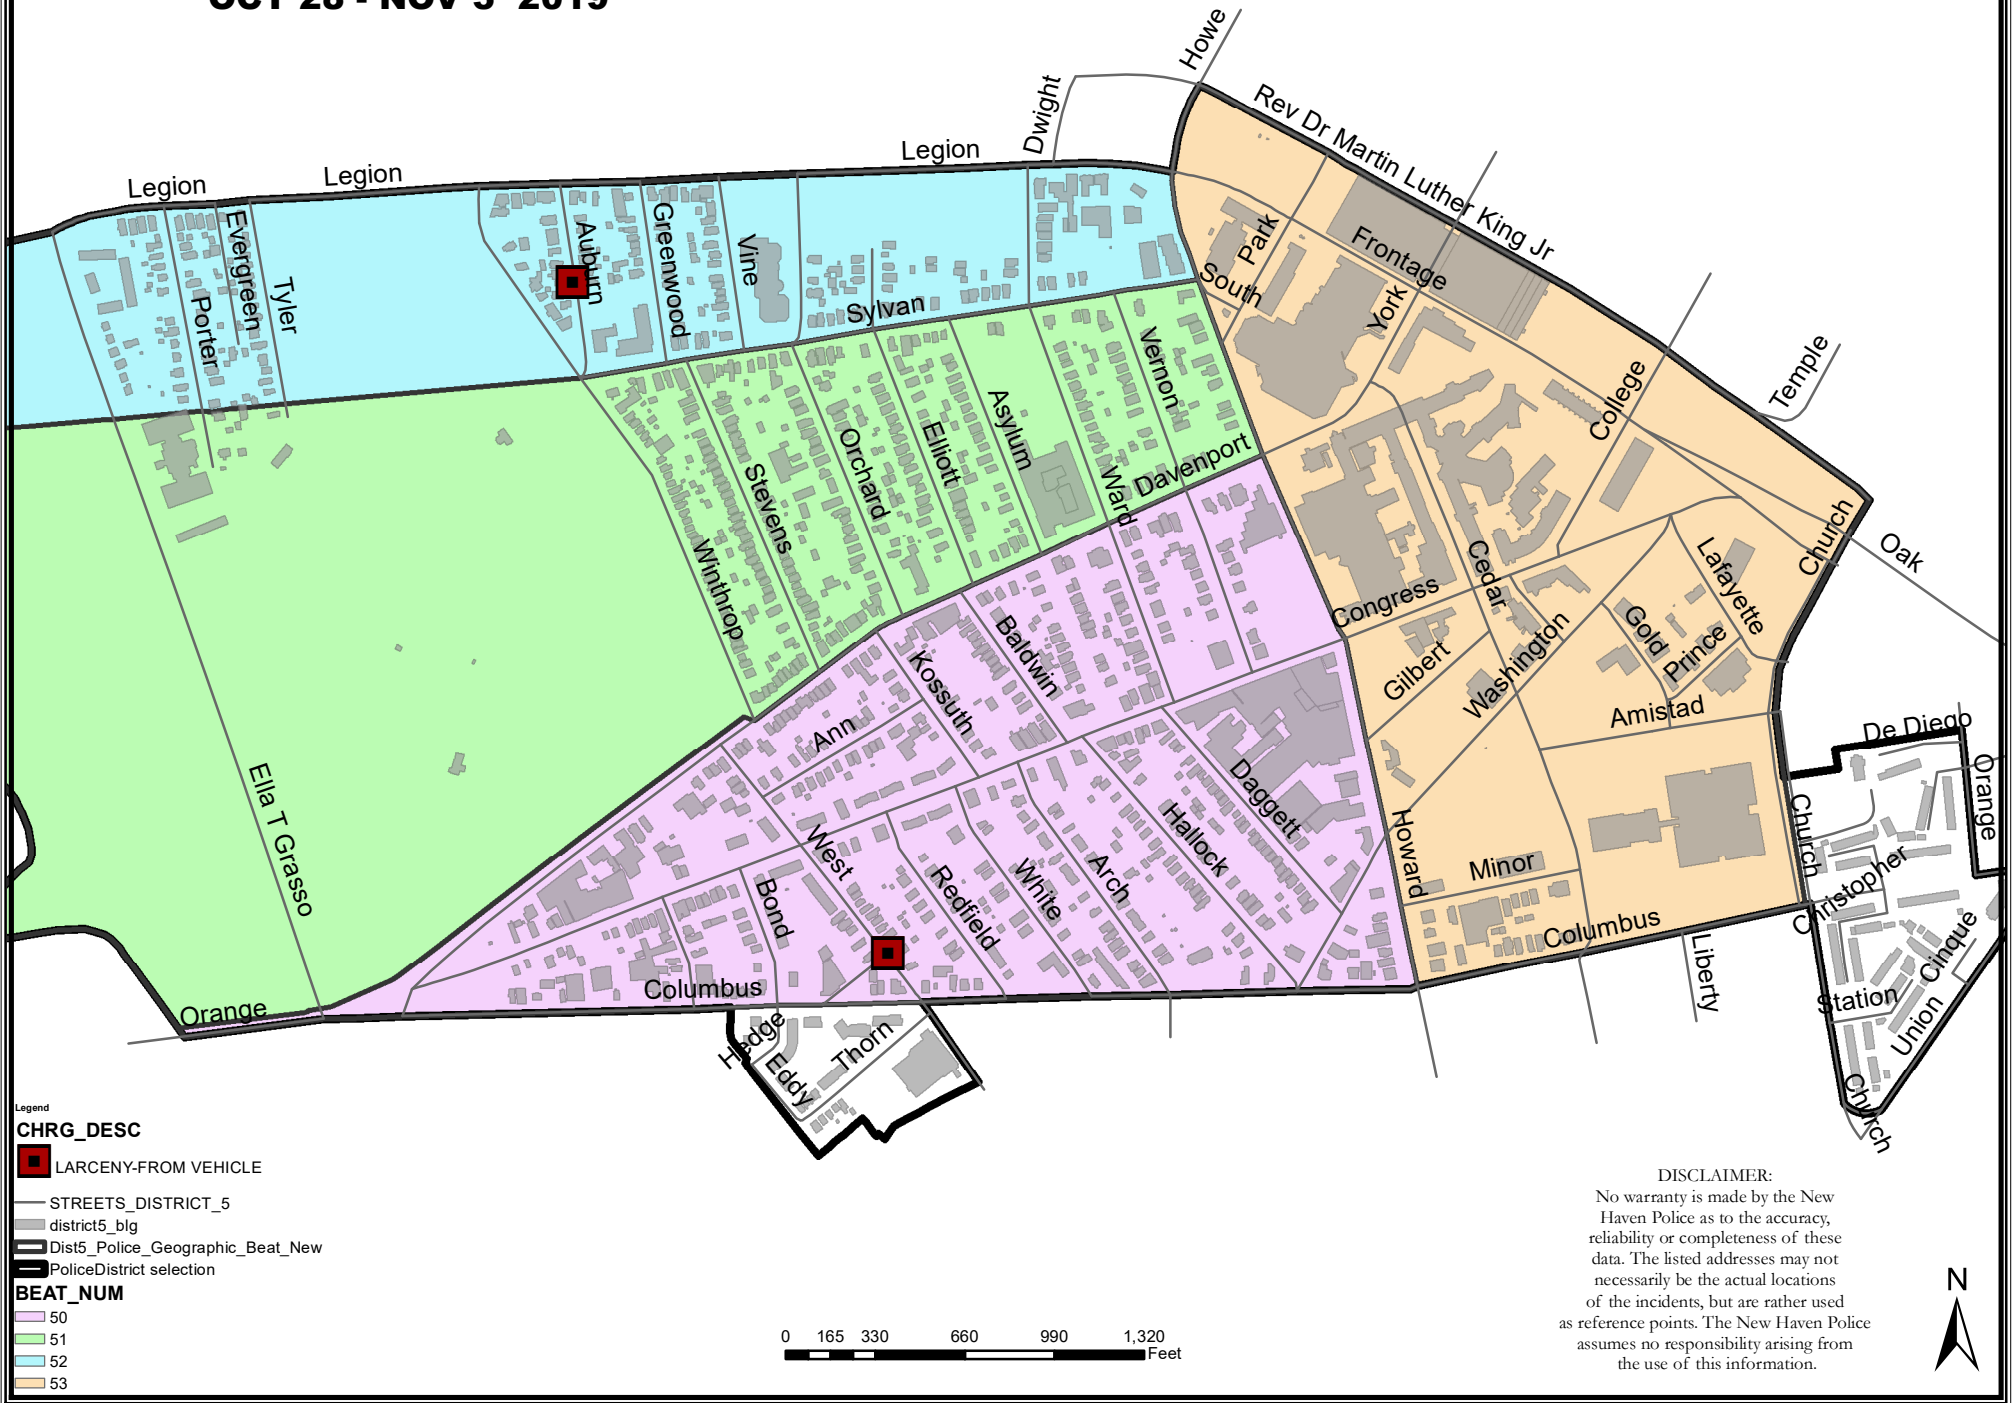 OCT 28 - NOV 3 2019
Howe
Dwight
Rev Dr Martin Luther King Jr
Legion
Legion
Legion
Evergreen
Porter
Tyler
Auburn
Greenwood
Vine
Sylvan
South
Park
Frontage
York
College
Temple
Vernon
Asylum
Elliott
Orchard
Stevens
Winthrop
Ward
Davenport
Church
Oak
Cedar
Congress
Lafayette
Gold
Prince
Washington
Gilbert
Amistad
Baldwin
Kossuth
Ann
Ella T Grasso
Daggett
Hallock
Arch
White
Redfield
West
Bond
Howard
Minor
Columbus
Columbus
Orange
De Diego
Orange
Church
Christopher
Cinque
Station
Union
Church
Liberty
Hedge
Eddy
Thorn
Legend
CHRG_DESC
LARCENY-FROM VEHICLE
STREETS_DISTRICT_5
district5_blg
Dist5_Police_Geographic_Beat_New
PoliceDistrict selection
BEAT_NUM
50
51
52
53
0 165 330 660 990 1,320
Feet
DISCLAIMER:
No warranty is made by the New
Haven Police as to the accuracy,
reliability or completeness of these
data. The listed addresses may not
necessarily be the actual locations
of the incidents, but are rather used
as reference points. The New Haven Police
assumes no responsibility arising from
the use of this information.
N